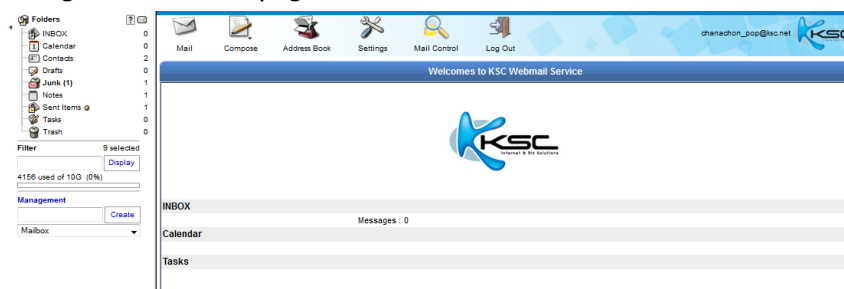 Folders ?
INBOX 0
Calendar 0
Contacts 2
Drafts 0
Junk (1) 1
Notes 1
Sent Items 1
Tasks 0
Trash 0
Filter 9 selected
Display
4156 used of 10G (0%)
Management
Create
Mailbox
Mail Compose Address Book Settings Mail Control Log Out
chanachon_pop@ksc.net
KSC
Welcomes to KSC Webmail Service
KSC
Internet & Biz Solutions
INBOX
Messages : 0
Calendar
Tasks